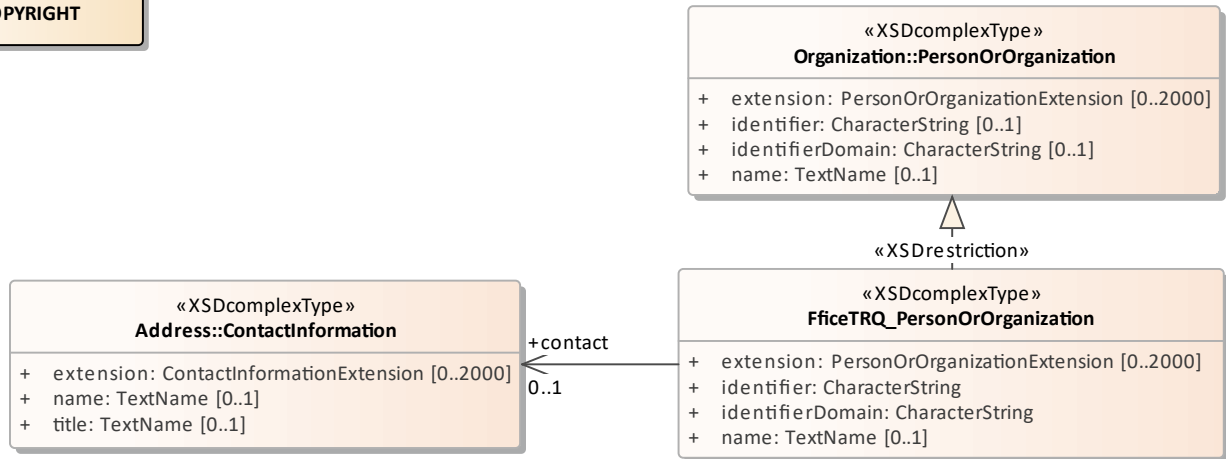 PYRIGHT
«XSDcomplexType»
Organization::PersonOrOrganization
+ extension: PersonOrOrganizationExtension [0..2000]
+ identifier: CharacterString [0..1]
+ identifierDomain: CharacterString [0..1]
+ name: TextName [0..1]
«XSDrestriction»
«XSDcomplexType»
Address::ContactInformation
+ extension: ContactInformationExtension [0..2000]
+ name: TextName [0..1]
+ title: TextName [0..1]
+contact
0..1
«XSDcomplexType»
FficeTRQ_PersonOrOrganization
+ extension: PersonOrOrganizationExtension [0..2000]
+ identifier: CharacterString
+ identifierDomain: CharacterString
+ name: TextName [0..1]